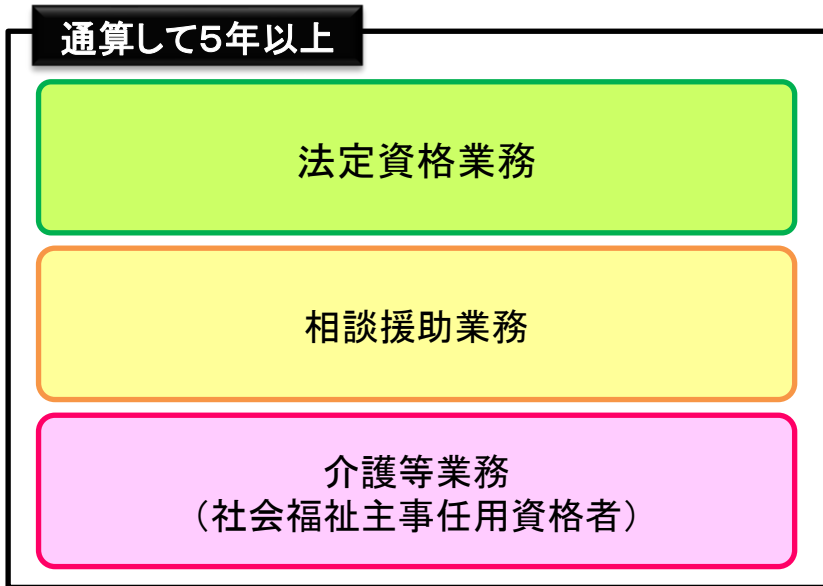 通算して５年以上
法定資格業務
相談援助業務
介護等業務
（社会福祉主事任用資格者）